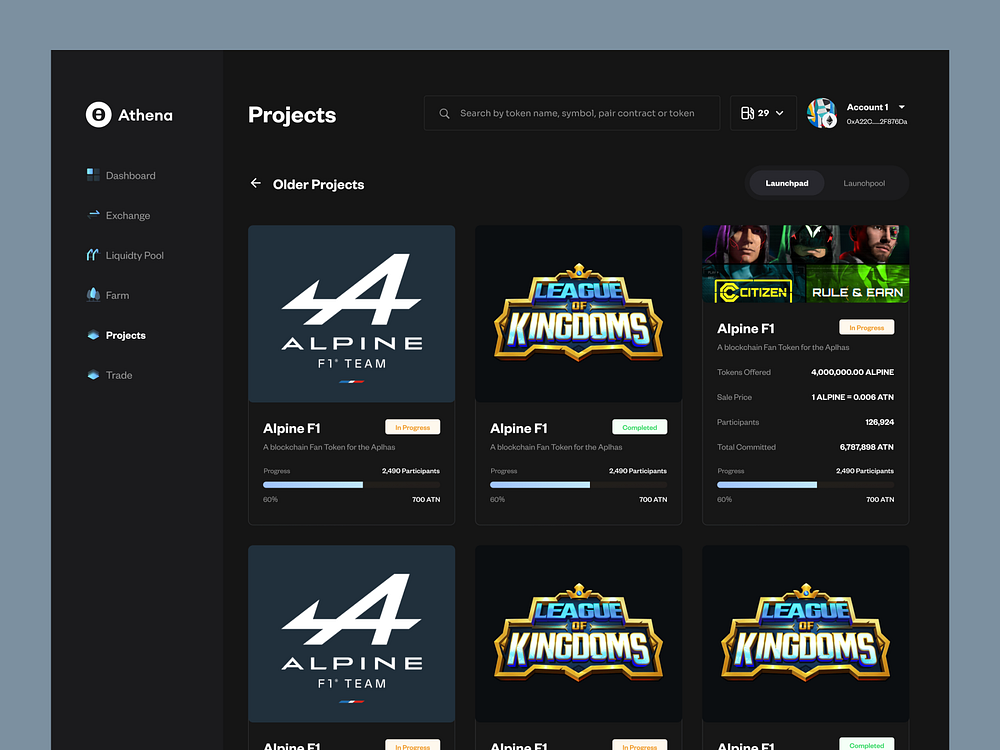 Athena
Projects
Search by token name, symbol, pair contract or token
29
Account 1
0xA22C.....2F876Da
Dashboard
Exchange
Liquidty Pool
Farm
Projects
Trade
Older Projects
Launchpad
Launchpool
ALPINE
F1® TEAM
Alpine F1
In Progress
A blockchain Fan Token for the Aplhas
Progress
2,490 Participants
60%
700 ATN
LEAGUE
OF
KINGDOMS
Alpine F1
Completed
A blockchain Fan Token for the Aplhas
Progress
2,490 Participants
60%
700 ATN
CITIZEN
RULE & EARN
Alpine F1
In Progress
A blockchain Fan Token for the Aplhas
Tokens Offered
4,000,000.00 ALPINE
Sale Price
1 ALPINE = 0.006 ATN
Participants
126,924
Total Committed
6,787,898 ATN
Progress
2,490 Participants
60%
700 ATN
ALPINE
F1® TEAM
Alpine F1
In Progress
LEAGUE
OF
KINGDOMS
Alpine F1
In Progress
LEAGUE
OF
KINGDOMS
Alpine F1
Completed